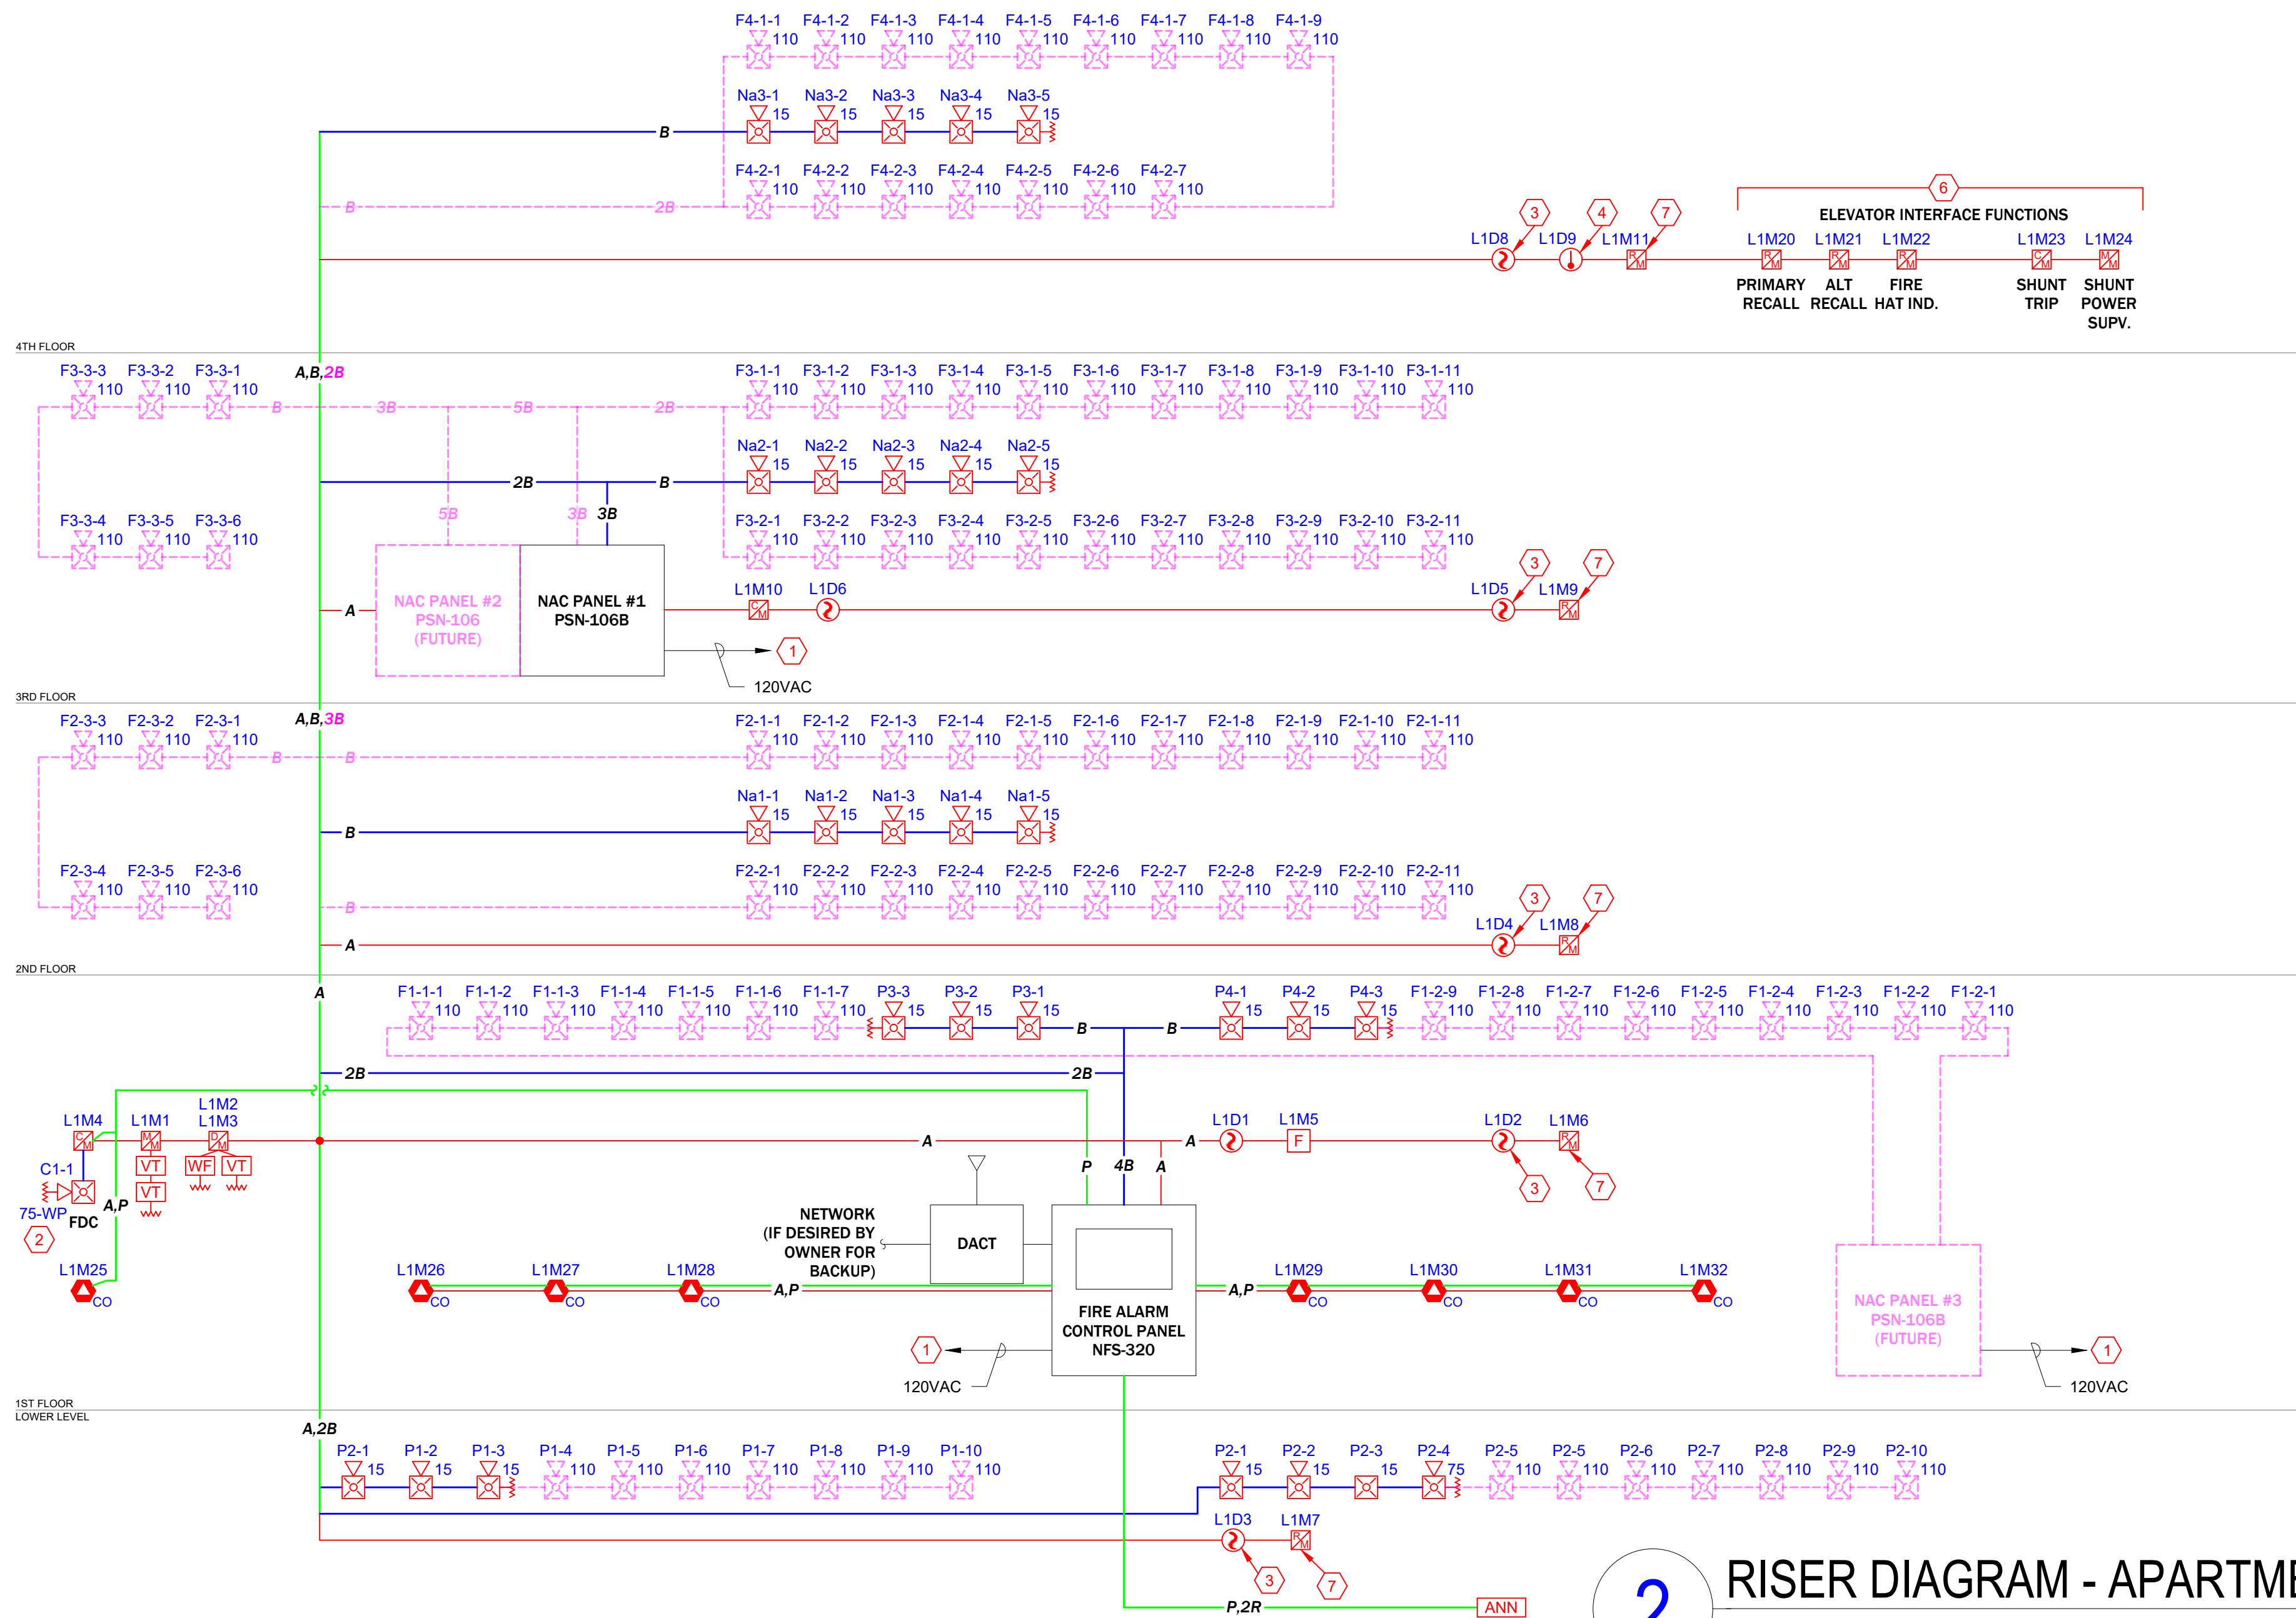 F4-1-1 F4-1-2 F4-1-3 F4-1-4 F4-1-5 F4-1-6 F4-1-7 F4-1-8 F4-1-9
110 110 110 110 110 110 110 110 110
Na3-1 Na3-2 Na3-3 Na3-4 Na3-5
15 15 15 15 15
B
F4-2-1 F4-2-2 F4-2-3 F4-2-4 F4-2-5 F4-2-6 F4-2-7
110 110 110 110 110 110 110
B 2B
6
ELEVATOR INTERFACE FUNCTIONS
3 4 7
L1D8 L1D9 L1M11 L1M20 L1M21 L1M22 L1M23 L1M24
R M R M R M R M C M M M
PRIMARY RECALL
ALT RECALL
FIRE HAT IND.
SHUNT TRIP
SHUNT POWER SUPV.
4TH FLOOR
F3-3-3 F3-3-2 F3-3-1 A,B,2B F3-1-1 F3-1-2 F3-1-3 F3-1-4 F3-1-5 F3-1-6 F3-1-7 F3-1-8 F3-1-9 F3-1-10 F3-1-11
110 110 110 110 110 110 110 110 110 110 110 110 110 110
B 3B 5B 2B
Na2-1 Na2-2 Na2-3 Na2-4 Na2-5
15 15 15 15 15
2B B
5B 3B 3B
F3-3-4 F3-3-5 F3-3-6 F3-2-1 F3-2-2 F3-2-3 F3-2-4 F3-2-5 F3-2-6 F3-2-7 F3-2-8 F3-2-9 F3-2-10 F3-2-11
110 110 110 110 110 110 110 110 110 110 110 110 110 110
3 7
A
NAC PANEL #2
PSN-106
(FUTURE)
NAC PANEL #1
PSN-106B
L1M10 L1D6 L1D5 L1M9
C M R M
1
120VAC
3RD FLOOR
F2-3-3 F2-3-2 F2-3-1 A,B,3B F2-1-1 F2-1-2 F2-1-3 F2-1-4 F2-1-5 F2-1-6 F2-1-7 F2-1-8 F2-1-9 F2-1-10 F2-1-11
110 110 110 110 110 110 110 110 110 110 110 110 110 110
B B
Na1-1 Na1-2 Na1-3 Na1-4 Na1-5
15 15 15 15 15
B
F2-3-4 F2-3-5 F2-3-6 F2-2-1 F2-2-2 F2-2-3 F2-2-4 F2-2-5 F2-2-6 F2-2-7 F2-2-8 F2-2-9 F2-2-10 F2-2-11
110 110 110 110 110 110 110 110 110 110 110 110 110 110
B
3 7
L1D4 L1M8
A R M
2ND FLOOR
A F1-1-1 F1-1-2 F1-1-3 F1-1-4 F1-1-5 F1-1-6 F1-1-7 P3-3 P3-2 P3-1 P4-1 P4-2 P4-3 F1-2-9 F1-2-8 F1-2-7 F1-2-6 F1-2-5 F1-2-4 F1-2-3 F1-2-2 F1-2-1
110 110 110 110 110 110 110 15 15 15 15 15 15 110 110 110 110 110 110 110 110 110
B B
2B 2B
L1M4 L1M1 L1M2
L1M3
L1D1 L1M5 L1D2 L1M6
C M M M D M A A F R M
VT WF VT
VT
C1-1
75-WP FDC
A,P
2
P 4B A
3 7
NETWORK
(IF DESIRED BY
OWNER FOR
BACKUP)
DACT
L1M25 L1M26 L1M27 L1M28 L1M29 L1M30 L1M31 L1M32
CO CO CO CO A,P A,P CO CO CO CO
FIRE ALARM
CONTROL PANEL
NFS-320
1
120VAC
NAC PANEL #3
PSN-106B
(FUTURE)
1
120VAC
1ST FLOOR
LOWER LEVEL
A,2B
P2-1 P1-2 P1-3 P1-4 P1-5 P1-6 P1-7 P1-8 P1-9 P1-10 P2-1 P2-2 P2-3 P2-4 P2-5 P2-5 P2-6 P2-7 P2-8 P2-9 P2-10
15 15 15 110 110 110 110 110 110 110 15 15 15 75 110 110 110 110 110 110 110
L1D3 L1M7
R M
3 7
P,2R ANN
2
RISER DIAGRAM - APARTME